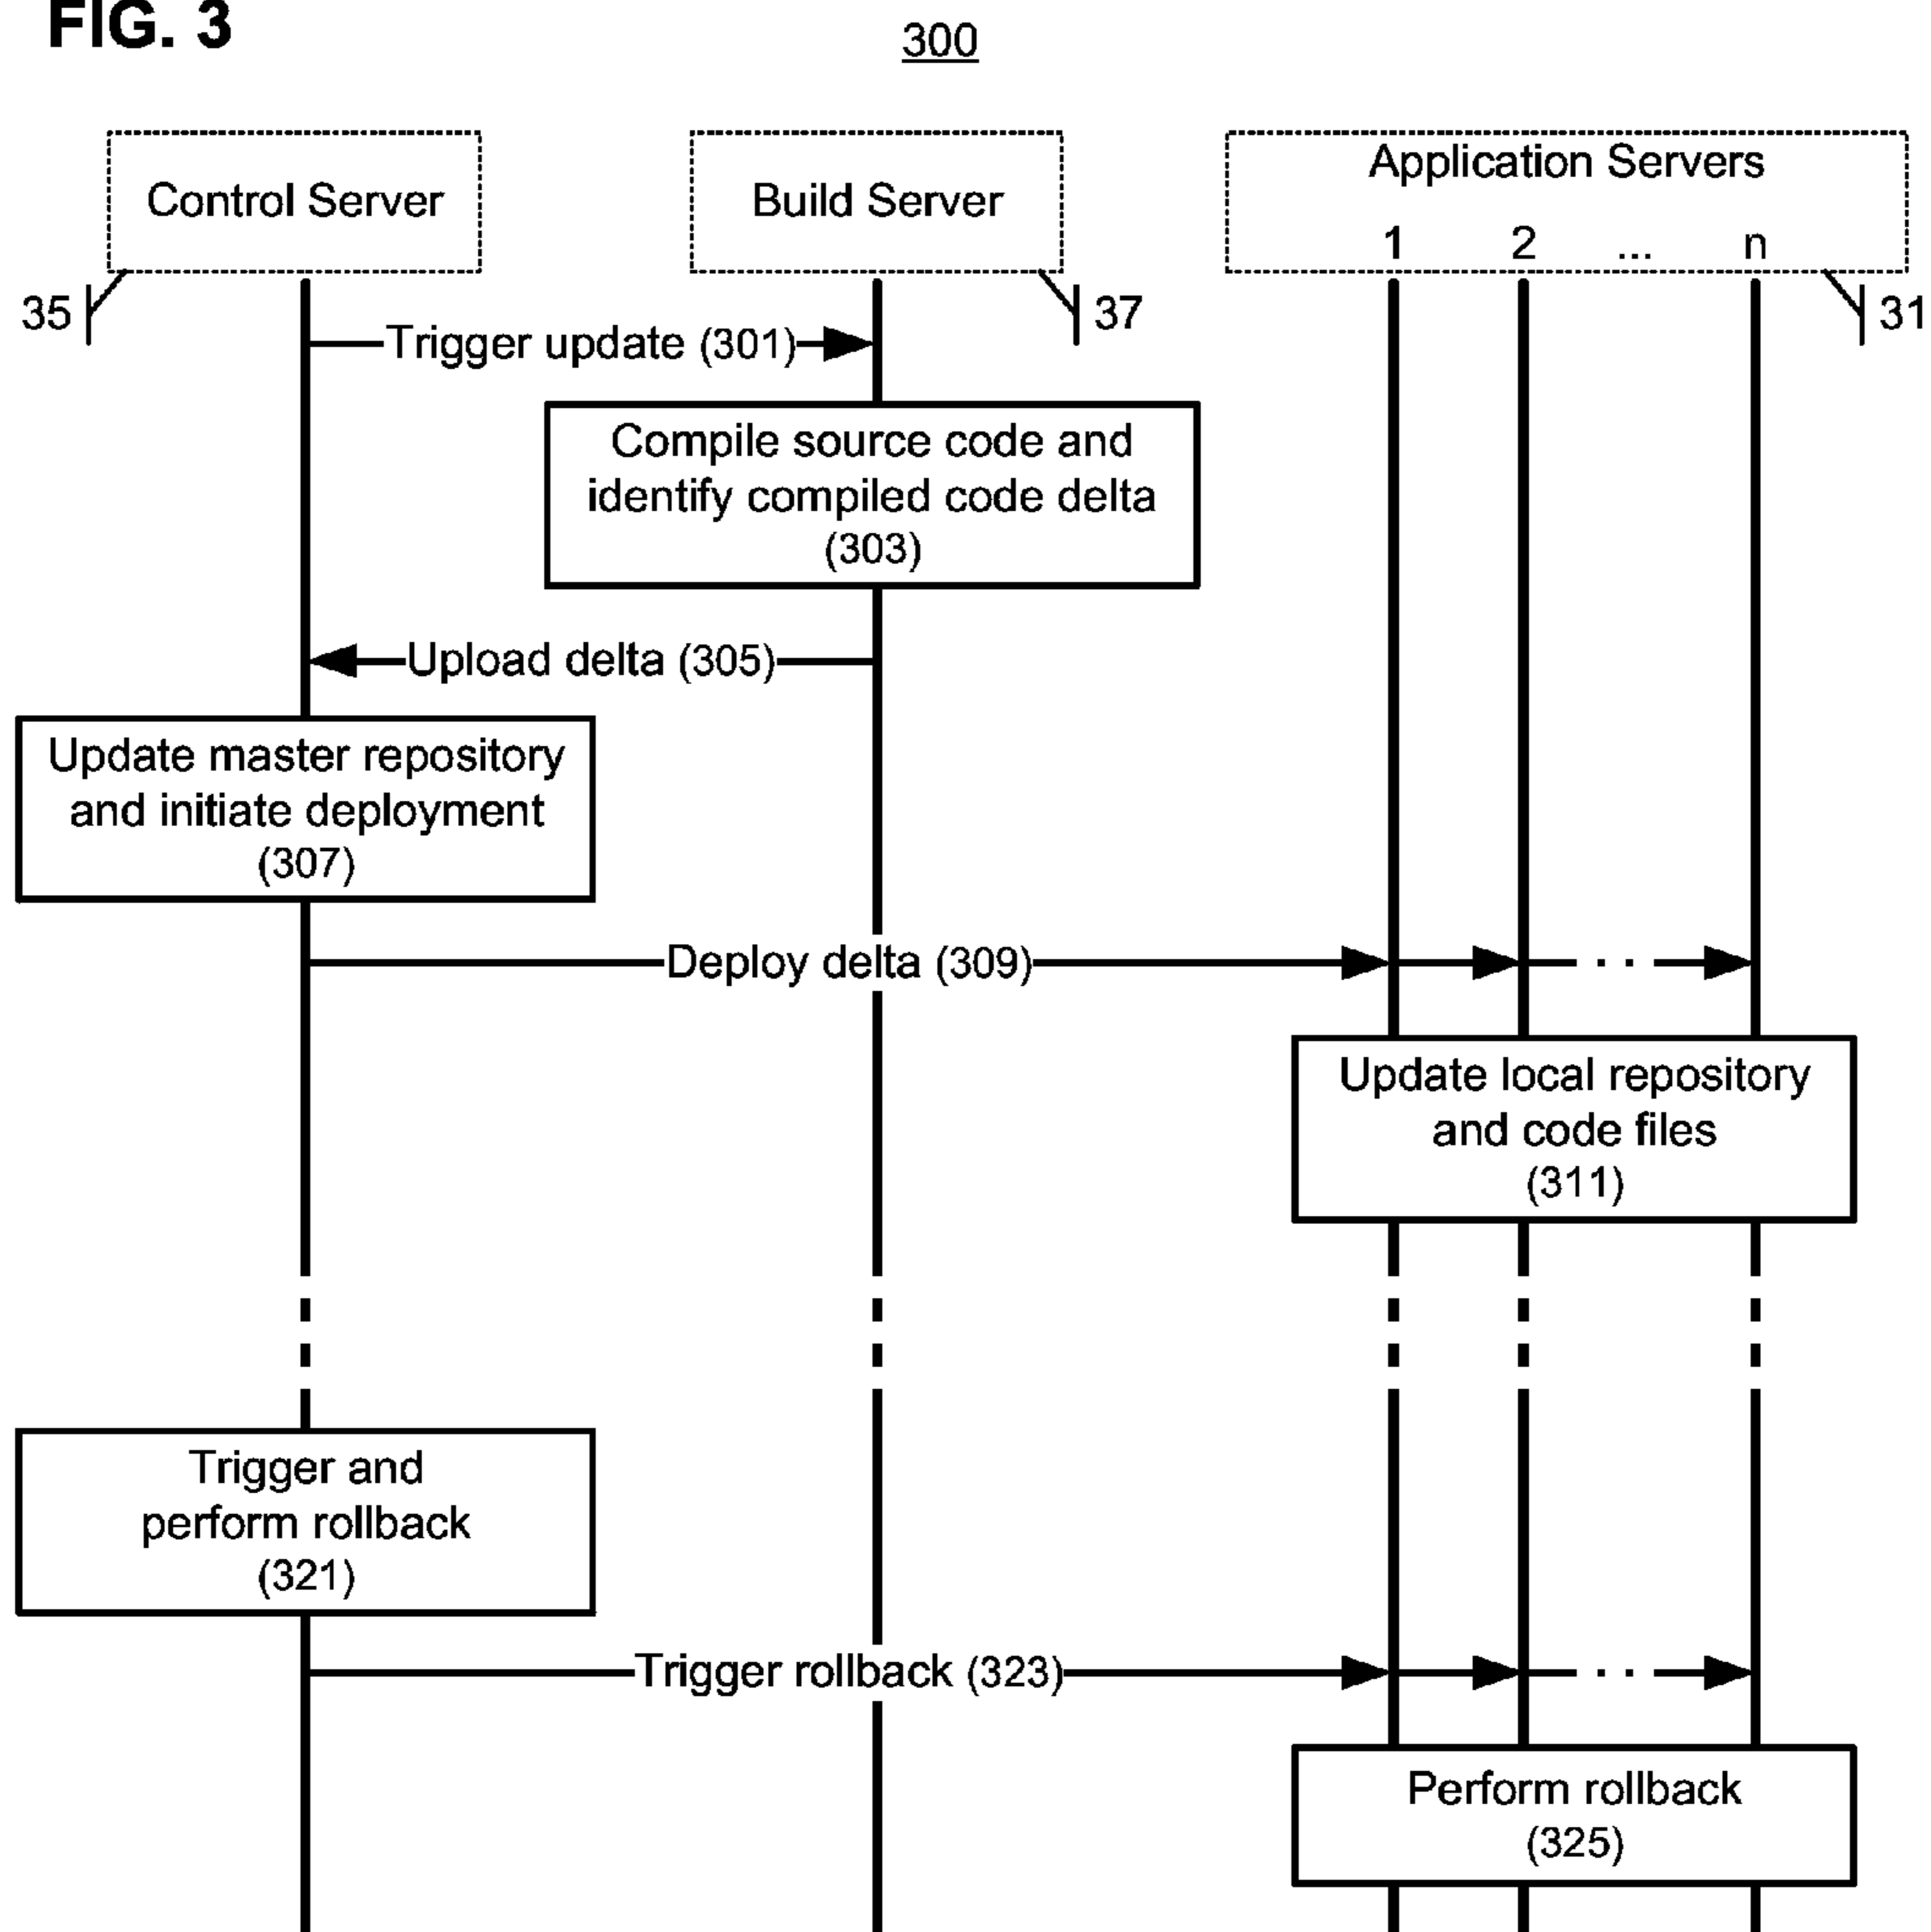 FIG. 3
300
Control Server
Build Server
Application Servers
1 2 ... n
35
37
31
Trigger update (301)
Compile source code and
identify compiled code delta
(303)
Upload delta (305)
Update master repository
and initiate deployment
(307)
Deploy delta (309)
Update local repository
and code files
(311)
Trigger and
perform rollback
(321)
Trigger rollback (323)
Perform rollback
(325)